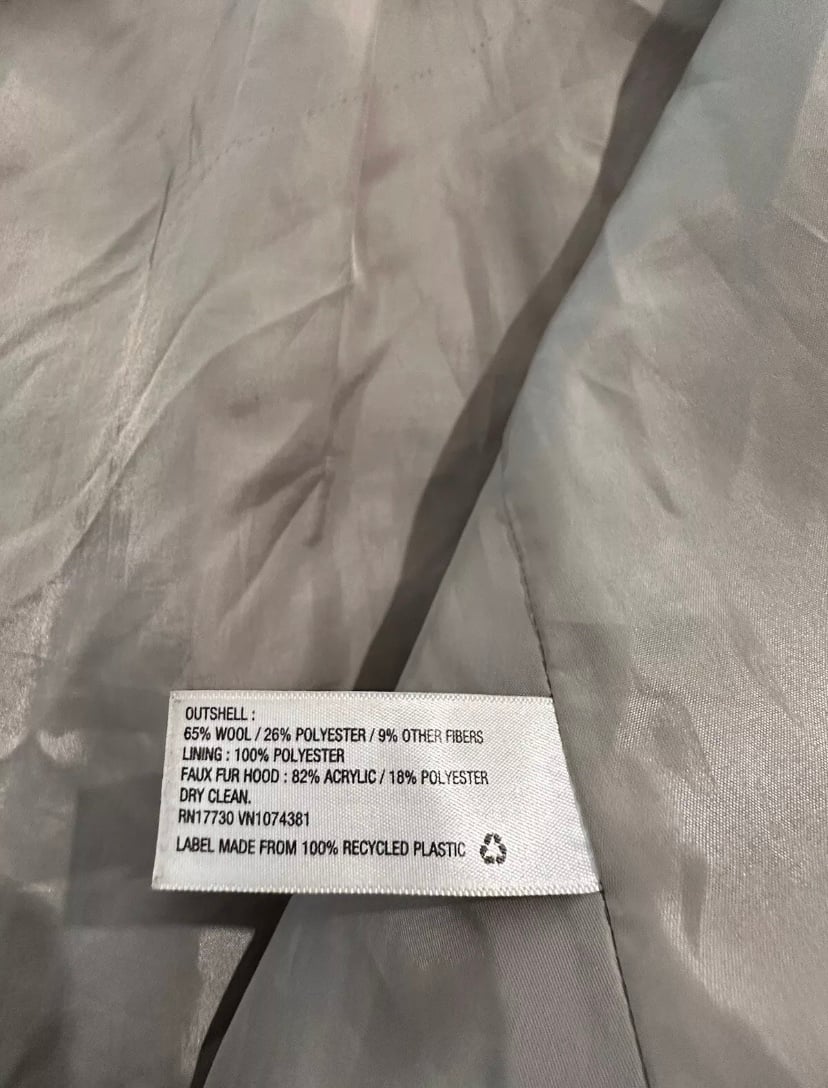 OUTSHELL :
65% WOOL / 26% POLYESTER / 9% OTHER FIBERS
LINING : 100% POLYESTER
FAUX FUR HOOD : 82% ACRYLIC / 18% POLYESTER
DRY CLEAN.
RN17730 VN1074381
LABEL MADE FROM 100% RECYCLED PLASTIC